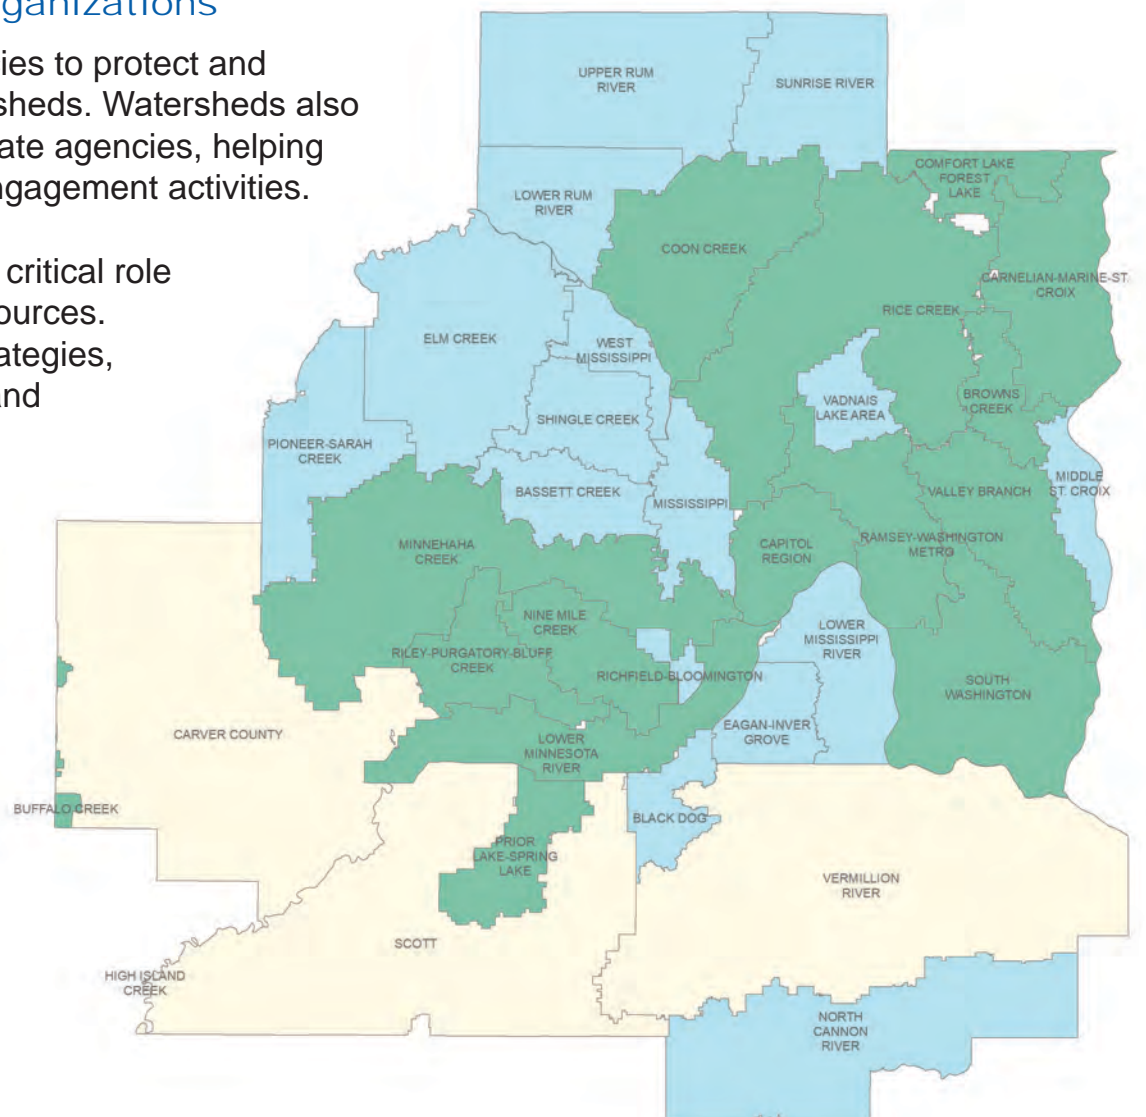 ganizations
ies to protect and
sheds. Watersheds also
ate agencies, helping
ngagement activities.
critical role
ources.
ategies,
and
UPPER RUM
RIVER
SUNRISE RIVER
COMFORT LAKE
FOREST
LAKE
LOWER RUM
RIVER
COON CREEK
CARNELIAN-MARINE-ST.
CROIX
RICE CREEK
ELM CREEK
WEST
MISSISSIPPI
VADNAIS
LAKE AREA
BROWNS
CREEK
SHINGLE CREEK
PIONEER-SARAH
CREEK
BASSETT CREEK
MISSISSIPPI
VALLEY BRANCH
MIDDLE
ST. CROIX
MINNEHAHA
CREEK
CAPITOL
REGION
RAMSEY-WASHINGTON
METRO
NINE MILE
CREEK
LOWER
MISSISSIPPI
RIVER
RILEY-PURGATORY-BLUFF
CREEK
RICHFIELD-BLOOMINGTON
SOUTH
WASHINGTON
CARVER COUNTY
LOWER
MINNESOTA
RIVER
EAGAN-INVER
GROVE
BUFFALO CREEK
BLACK DOG
PRIOR
LAKE-SPRING
LAKE
VERMILLION
RIVER
SCOTT
HIGH ISLAND
CREEK
NORTH
CANNON
RIVER